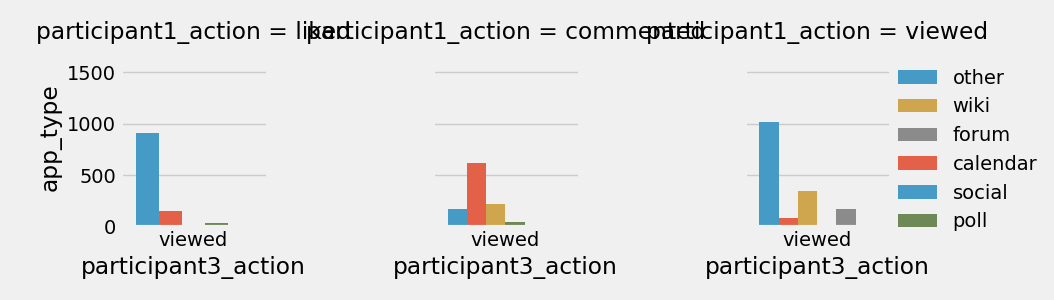 participant1_action = liked
participant1_action = commented
participant1_action = viewed
app_type
1500
1000
500
0
viewed
viewed
viewed
participant3_action
participant3_action
participant3_action
other
wiki
forum
calendar
social
poll